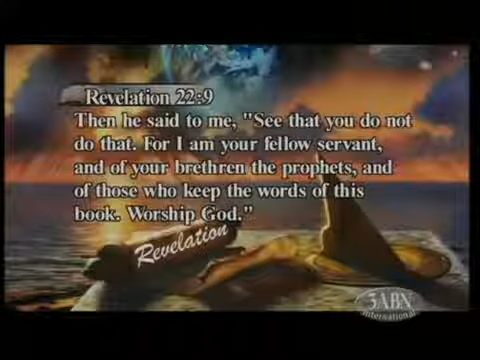 Revelation 22:9
Then he said to me, "See that you do not
do that. For I am your fellow servant,
and of your brethren the prophets, and
of those who keep the words of this
book. Worship God."
Revelation
3ABN
International